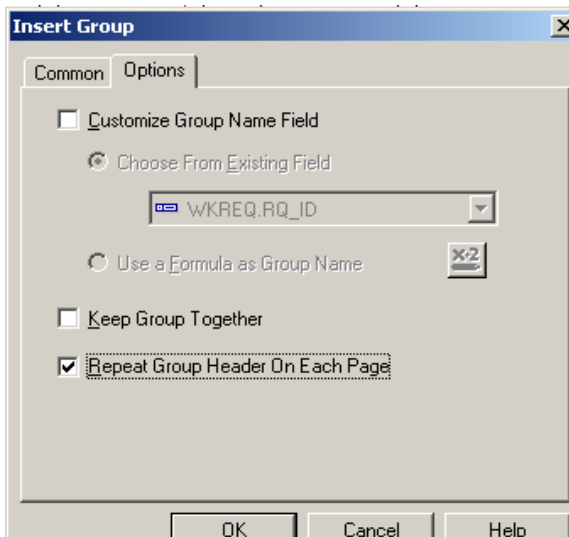 Insert Group
Common Options
Customize Group Name Field
Choose From Existing Field
WKREQ.RQ_ID
Use a Formula as Group Name
X+2
Keep Group Together
Repeat Group Header On Each Page
OK Cancel Help